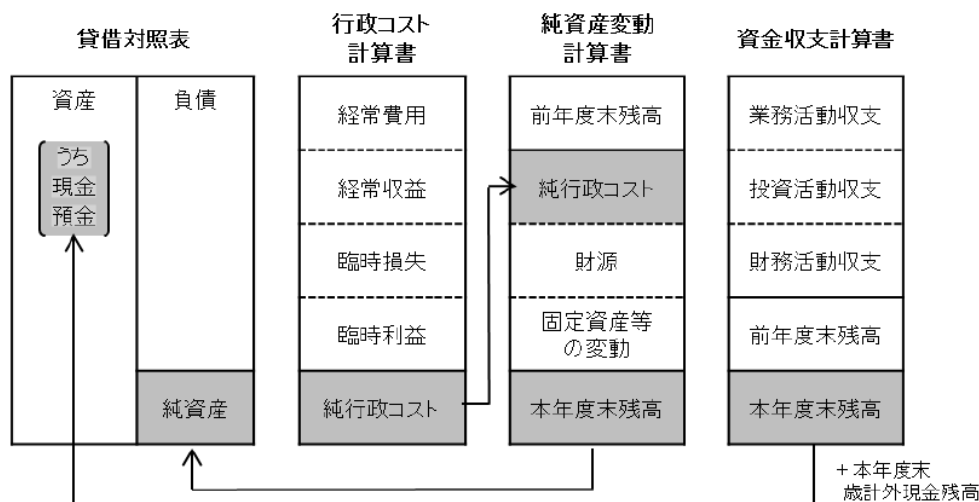 貸借対照表
資産
うち
現金
預金
負債
純資産
行政コスト
計算書
経常費用
経常収益
臨時損失
臨時利益
純行政コスト
純資産変動
計算書
前年度末残高
純行政コスト
財源
固定資産等
の変動
本年度末残高
資金収支計算書
業務活動収支
投資活動収支
財務活動収支
前年度末残高
本年度末残高
+本年度末
歳計外現金残高